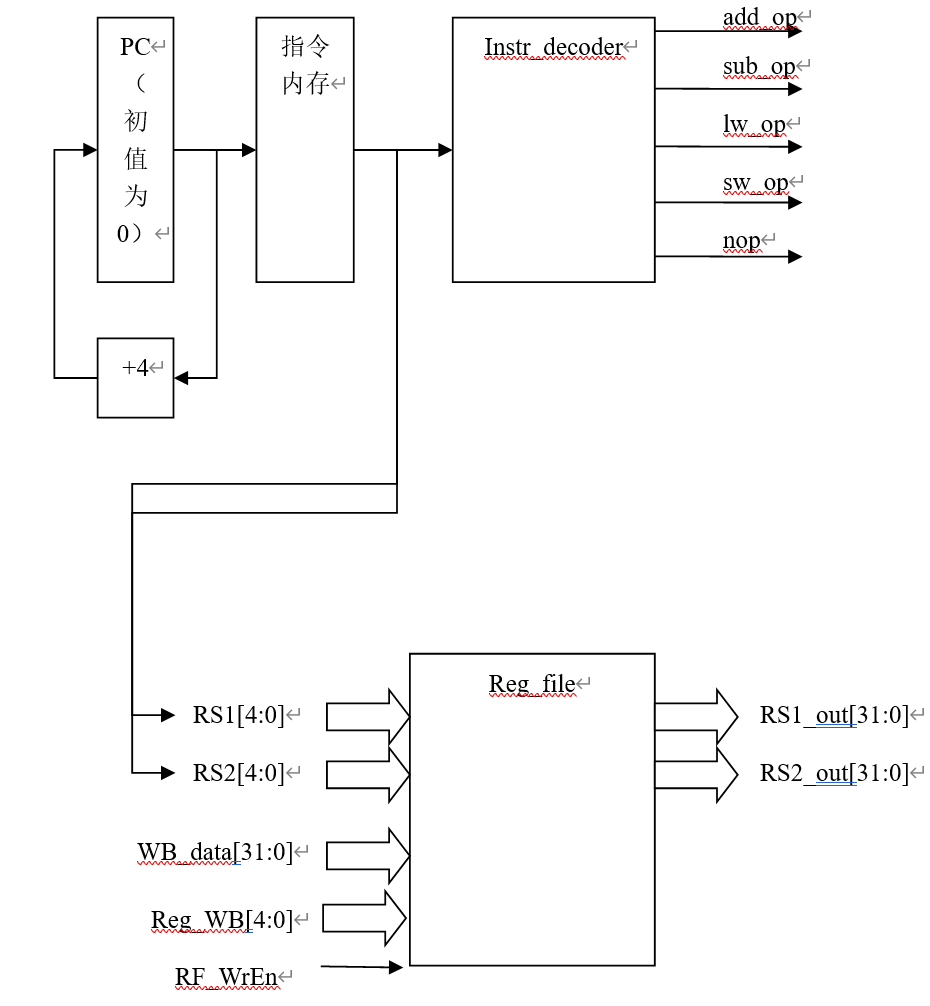 PC
（
初
值
为
0）
指令
内存
Instr_decoder
add_op
sub_op
lw_op
sw_op
nop
+4
Reg_file
RS1[4:0]
RS2[4:0]
WB_data[31:0]
Reg_WB[4:0]
RF_WrEn
RS1_out[31:0]
RS2_out[31:0]